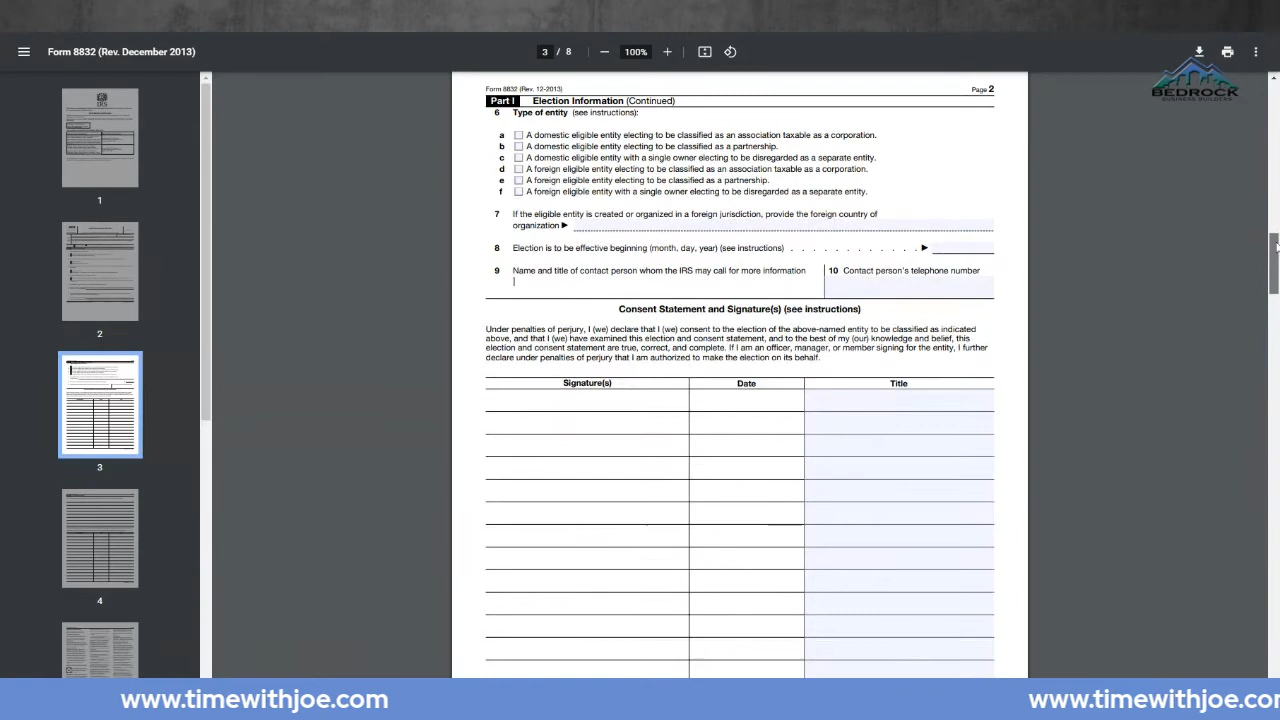 Form 8832 (Rev. December 2013)
3 / 8
100%
BEDROCK
BUSINESS BUILDERS
1
2
3
4
Form 8832 (Rev. 12-2013)
Page 2
Part I Election Information (Continued)
6 Type of entity (see instructions):
a A domestic eligible entity electing to be classified as an association taxable as a corporation.
b A domestic eligible entity electing to be classified as a partnership.
c A domestic eligible entity with a single owner electing to be disregarded as a separate entity.
d A foreign eligible entity electing to be classified as an association taxable as a corporation.
e A foreign eligible entity electing to be classified as a partnership.
f A foreign eligible entity with a single owner electing to be disregarded as a separate entity.
7 If the eligible entity is created or organized in a foreign jurisdiction, provide the foreign country of
organization ▶
8 Election is to be effective beginning (month, day, year) (see instructions) . . . . . . . . . . . . ▶
9 Name and title of contact person whom the IRS may call for more information
10 Contact person's telephone number
Consent Statement and Signature(s) (see instructions)
Under penalties of perjury, I (we) declare that I (we) consent to the election of the above-named entity to be classified as indicated
above, and that I (we) have examined this election and consent statement, and to the best of my (our) knowledge and belief, this
election and consent statement are true, correct, and complete. If I am an officer, manager, or member signing for the entity, I further
declare under penalties of perjury that I am authorized to make the election on its behalf.
Signature(s)
Date
Title
www.timewithjoe.com
www.timewithjoe.com